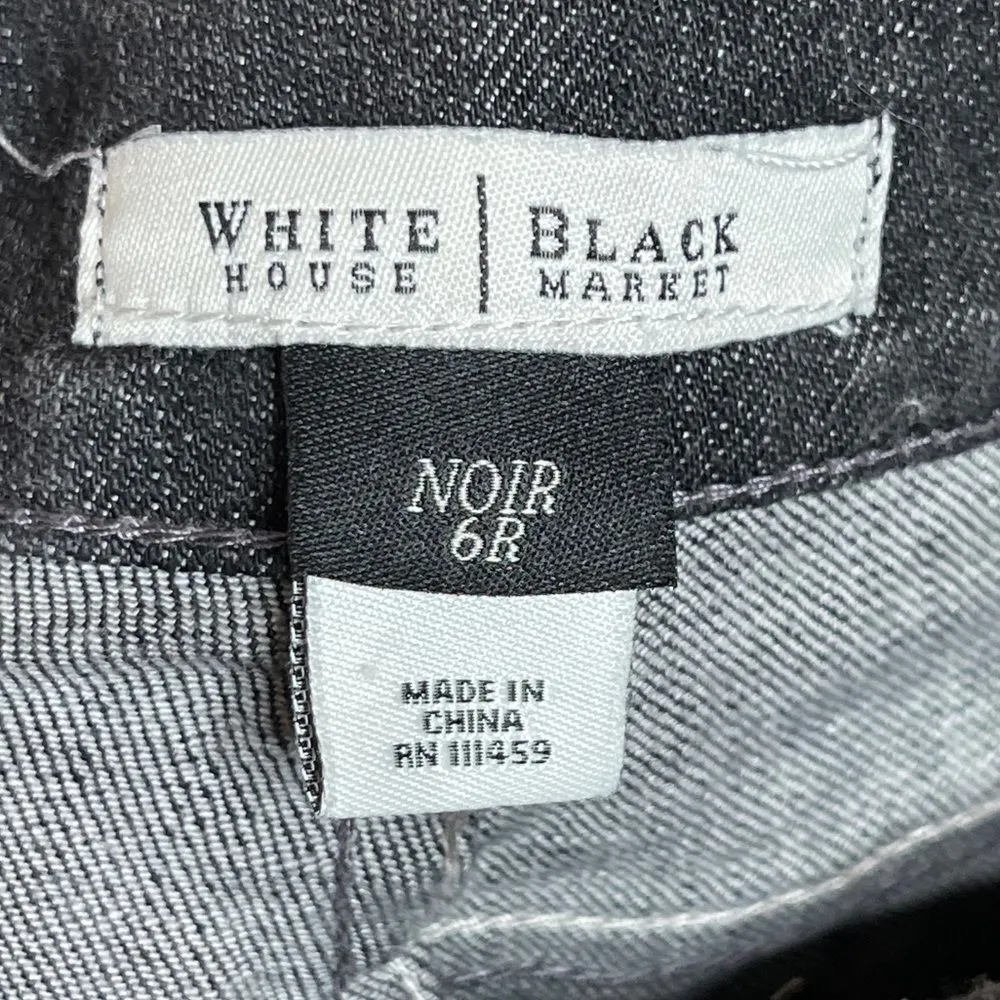 WHITE | BLACK
HOUSE | MARKET
NOIR
6R
MADE IN
CHINA
RN 111459